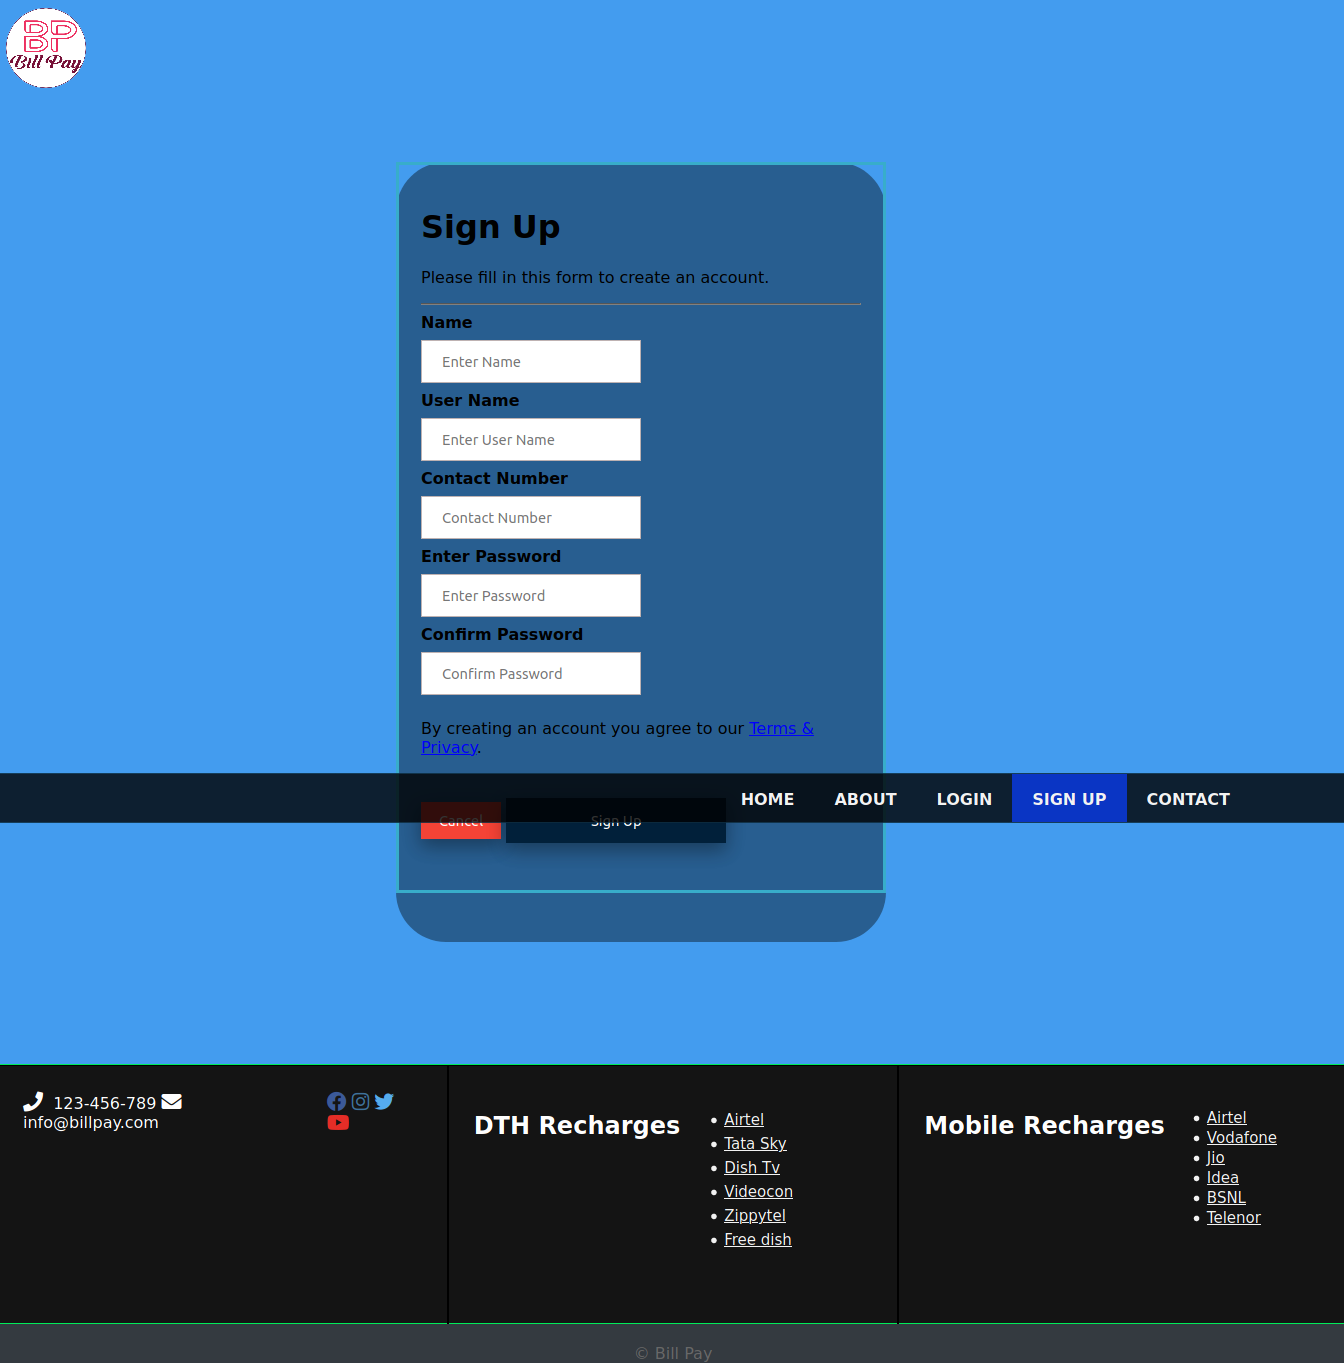 BP
Bill Pay
Sign Up
Please fill in this form to create an account.
Name
Enter Name
User Name
Enter User Name
Contact Number
Contact Number
Enter Password
Enter Password
Confirm Password
Confirm Password
By creating an account you agree to our Terms &
Privacy.
HOME ABOUT LOGIN SIGN UP CONTACT
Cancel Sign Up
123-456-789
info@billpay.com
DTH Recharges
Airtel
Tata Sky
Dish Tv
Videocon
Zippytel
Free dish
Mobile Recharges
Airtel
Vodafone
Jio
Idea
BSNL
Telenor
© Bill Pay